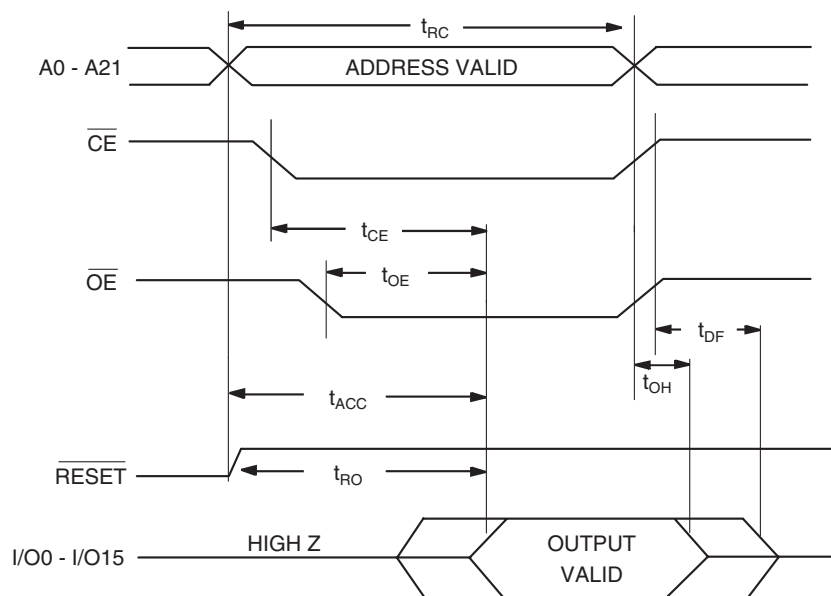 tRC
A0 - A21
ADDRESS VALID
CE
tCE
tOE
OE
tDF
tOH
tACC
RESET
tRO
HIGH Z
I/O0 - I/O15
OUTPUT
VALID